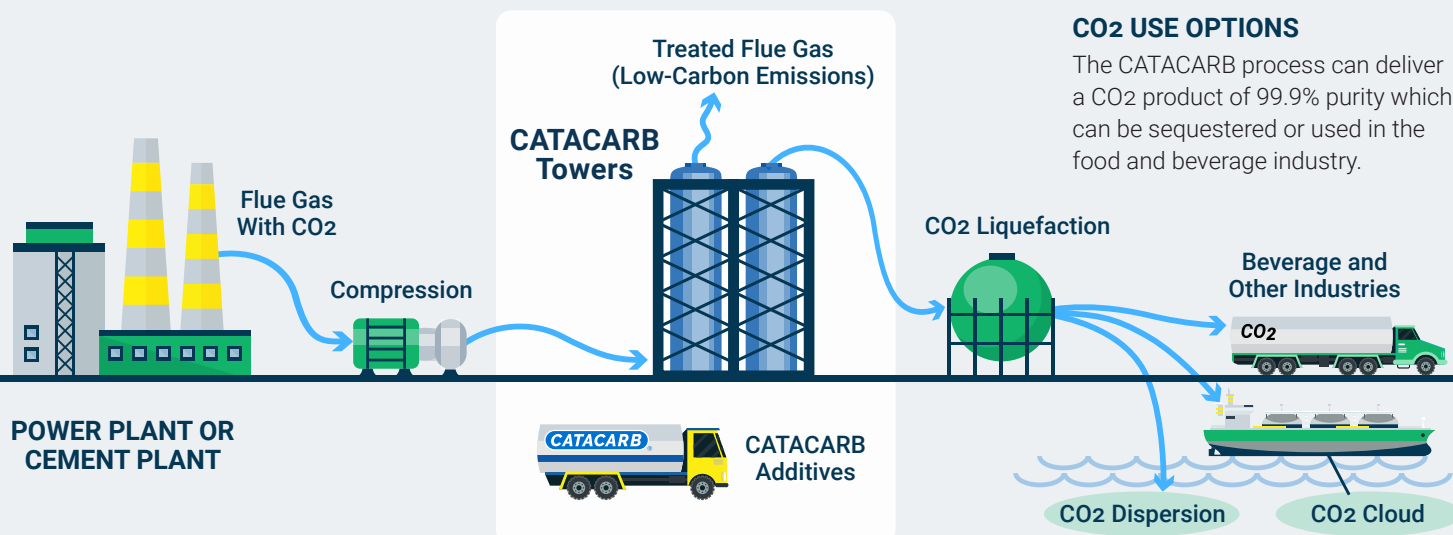 CO2 USE OPTIONS
The CATACARB process can deliver
a CO2 product of 99.9% purity which
can be sequestered or used in the
food and beverage industry.
Treated Flue Gas
(Low-Carbon Emissions)
CATACARB
Towers
Flue Gas
With CO2
Compression
CO2 Liquefaction
Beverage and
Other Industries
CO2
POWER PLANT OR
CEMENT PLANT
CATACARB®
CATACARB
Additives
CO2 Dispersion
CO2 Cloud